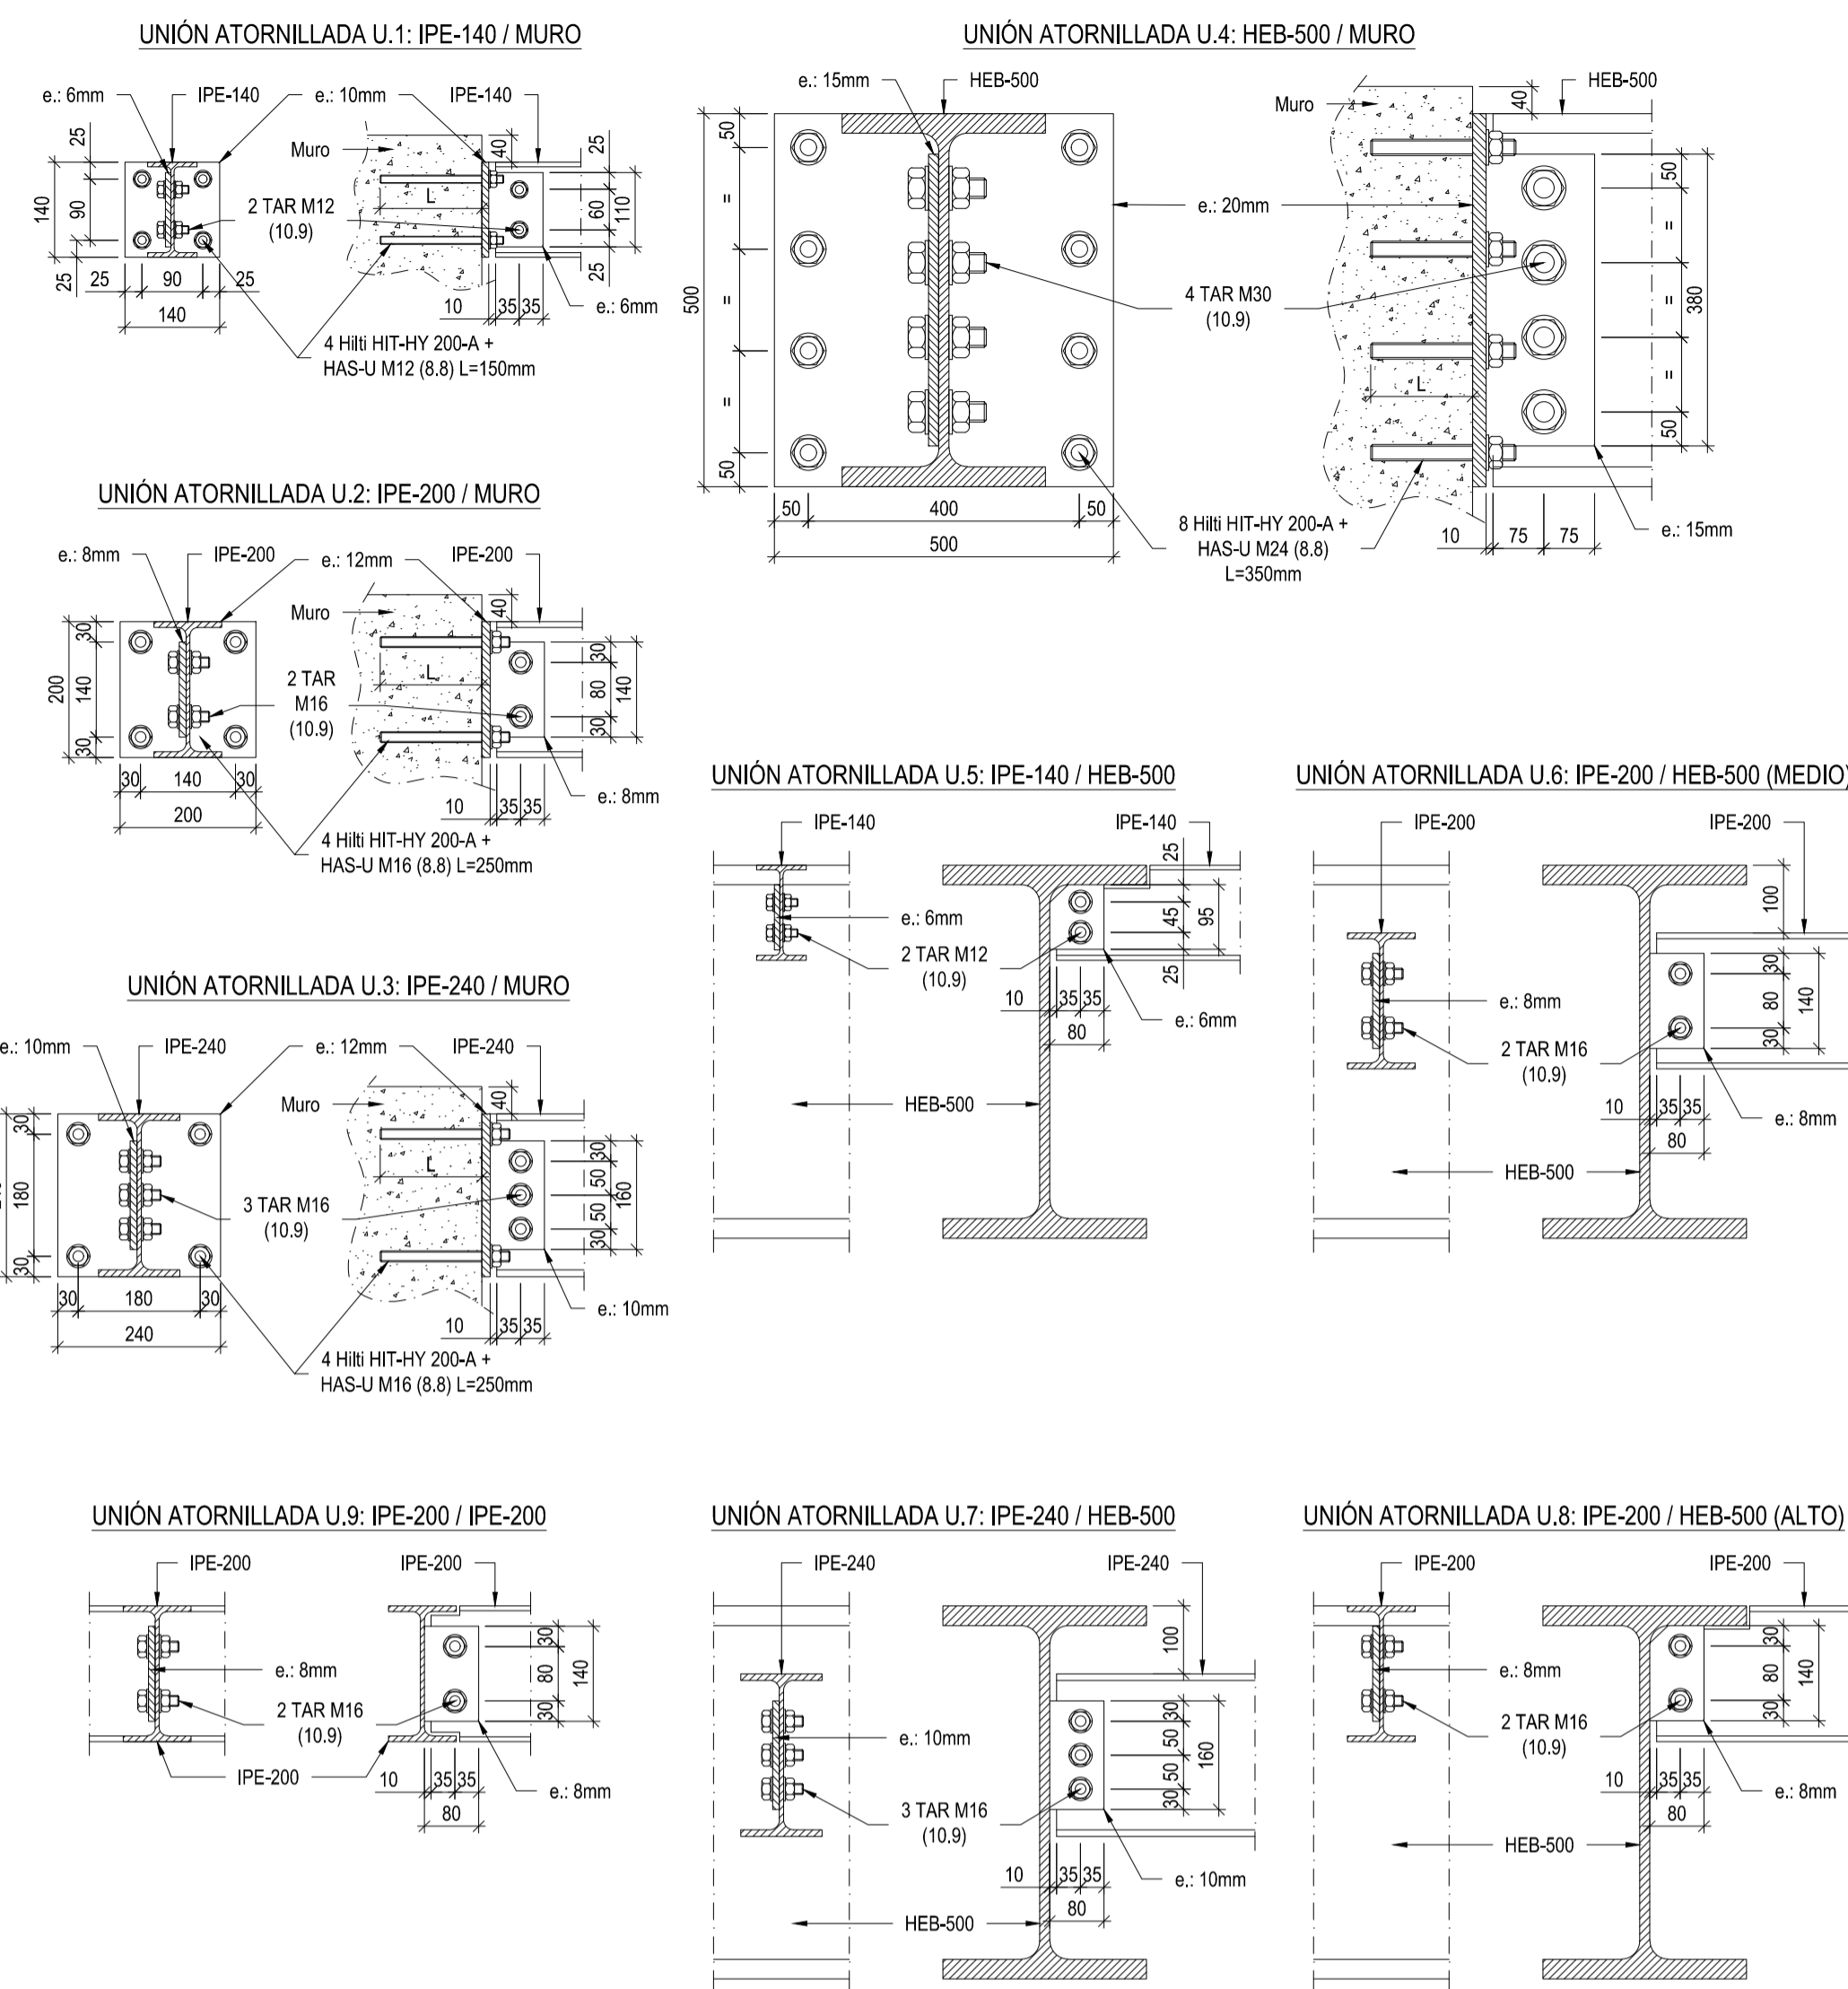 UNIÓN ATORNILLADA U.1: IPE-140 / MURO
e.: 6mm
IPE-140
e.: 10mm
IPE-140
Muro
25
140
90
25
2 TAR M12
(10.9)
L
40
25
60
110
25
25
90
25
140
10
35
35
e.: 6mm
4 Hilti HIT-HY 200-A +
HAS-U M12 (8.8) L=150mm
UNIÓN ATORNILLADA U.4: HEB-500 / MURO
e.: 15mm
HEB-500
Muro
HEB-500
40
50
=
=
=
50
500
e.: 20mm
4 TAR M30
(10.9)
L
50
=
=
=
50
380
50
400
50
500
8 Hilti HIT-HY 200-A +
HAS-U M24 (8.8)
L=350mm
10
75
75
e.: 15mm
UNIÓN ATORNILLADA U.2: IPE-200 / MURO
e.: 8mm
IPE-200
e.: 12mm
IPE-200
Muro
40
30
140
30
200
2 TAR
M16
(10.9)
L
30
80
30
140
30
140
30
200
10
35
35
e.: 8mm
4 Hilti HIT-HY 200-A +
HAS-U M16 (8.8) L=250mm
UNIÓN ATORNILLADA U.5: IPE-140 / HEB-500
IPE-140
IPE-140
25
45
95
25
e.: 6mm
2 TAR M12
(10.9)
10
35
35
80
e.: 6mm
HEB-500
UNIÓN ATORNILLADA U.6: IPE-200 / HEB-500 (MEDIO)
IPE-200
IPE-200
100
30
80
30
140
e.: 8mm
2 TAR M16
(10.9)
10
35
35
80
e.: 8mm
HEB-500
UNIÓN ATORNILLADA U.3: IPE-240 / MURO
e.: 10mm
IPE-240
e.: 12mm
IPE-240
Muro
40
30
180
30
3 TAR M16
(10.9)
L
30
50
50
30
160
30
180
30
240
10
35
35
e.: 10mm
4 Hilti HIT-HY 200-A +
HAS-U M16 (8.8) L=250mm
UNIÓN ATORNILLADA U.9: IPE-200 / IPE-200
IPE-200
IPE-200
30
80
30
140
e.: 8mm
2 TAR M16
(10.9)
IPE-200
10
35
35
80
e.: 8mm
UNIÓN ATORNILLADA U.7: IPE-240 / HEB-500
IPE-240
IPE-240
100
30
50
50
30
160
e.: 10mm
3 TAR M16
(10.9)
10
35
35
80
e.: 10mm
HEB-500
UNIÓN ATORNILLADA U.8: IPE-200 / HEB-500 (ALTO)
IPE-200
IPE-200
30
80
30
140
e.: 8mm
2 TAR M16
(10.9)
10
35
35
80
e.: 8mm
HEB-500